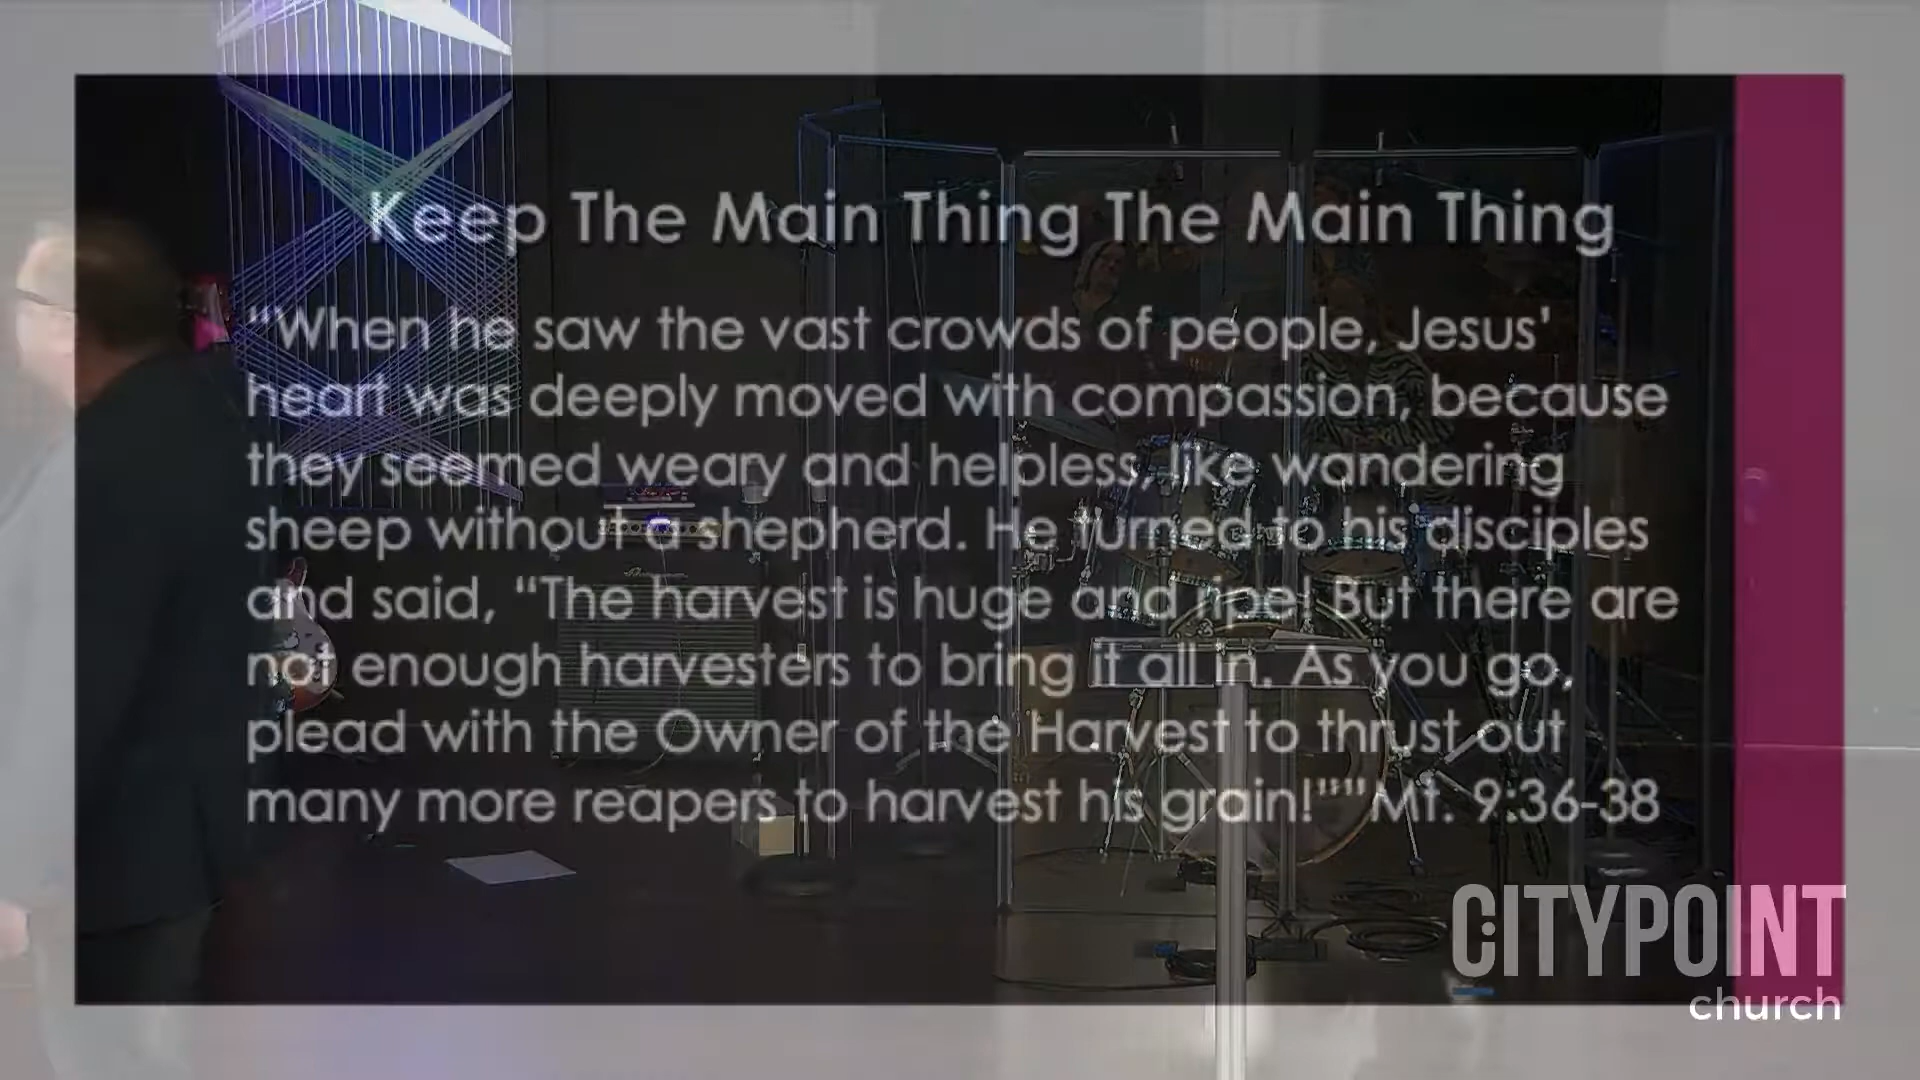 Keep The Main Thing The Main Thing
“When he saw the vast crowds of people, Jesus’
heart was deeply moved with compassion, because
they seemed weary and helpless, like wandering
sheep without a shepherd. He turned to his disciples
and said, “The harvest is huge and ripe! But there are
not enough harvesters to bring it all in. As you go,
plead with the Owner of the Harvest to thrust out
many more reapers to harvest his grain!””Mt. 9:36-38
CITYPOINT
church